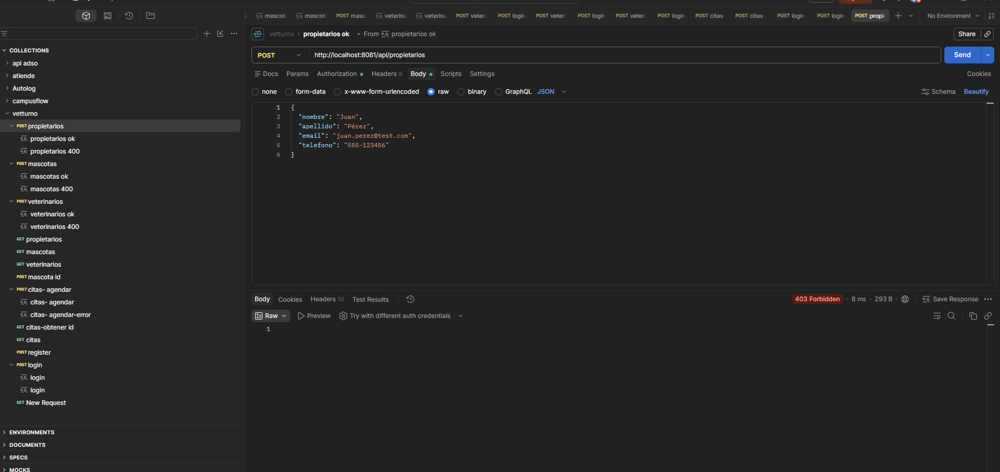 mascot
mascot
POST masc
veterina
veterina
POST veteri
POST login
POST veteri
POST login
POST veteri
POST login
POST citas-
POST citas-
POST login
POST login
POST propie
No Environment
vetturno > propietarios ok • From e.g. propietarios ok
Share
POST http://localhost:8081/api/propietarios
Send
Docs Params Authorization Headers 8 Body Scripts Settings
Cookies
none form-data x-www-form-urlencoded raw binary GraphQL JSON
Schema Beautify
1 {
2 "nombre": "Juan",
3 "apellido": "Pérez",
4 "email": "juan.perez@test.com",
5 "telefono": "555-123456"
6 }
Body Cookies Headers 10 Test Results
403 Forbidden • 8 ms • 293 B
e.g. Save Response
Raw Preview Try with different auth credentials
1
COLLECTIONS
api adso
atiende
Autolog
campusflow
vetturno
POST propietarios
e.g. propietarios ok
e.g. propietarios 400
POST mascotas
e.g. mascotas ok
e.g. mascotas 400
POST veterinarios
e.g. veterinarios ok
e.g. veterinarios 400
GET propietarios
GET mascotas
GET veterinarios
POST mascota id
POST citas- agendar
e.g. citas- agendar
e.g. citas- agendar-error
GET citas-obtener id
GET citas
POST register
POST login
e.g. login
e.g. login
GET New Request
ENVIRONMENTS
DOCUMENTS
SPECS
MOCKS